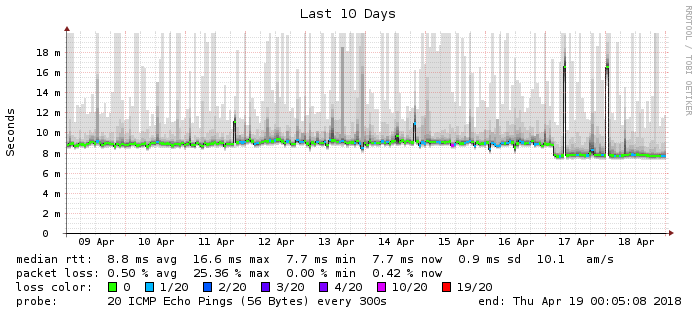 Last 10 Days
RRDTOOL / TOBI OETIKER
Seconds
18 m
16 m
14 m
12 m
10 m
8 m
6 m
4 m
2 m
0
09 Apr 10 Apr 11 Apr 12 Apr 13 Apr 14 Apr 15 Apr 16 Apr 17 Apr 18 Apr
median rtt: 8.8 ms avg 16.6 ms max 7.7 ms min 7.7 ms now 0.9 ms sd 10.1 am/s
packet loss: 0.50 % avg 25.36 % max 0.00 % min 0.42 % now
loss color: 0 1/20 2/20 3/20 4/20 10/20 19/20
probe: 20 ICMP Echo Pings (56 Bytes) every 300s end: Thu Apr 19 00:05:08 2018